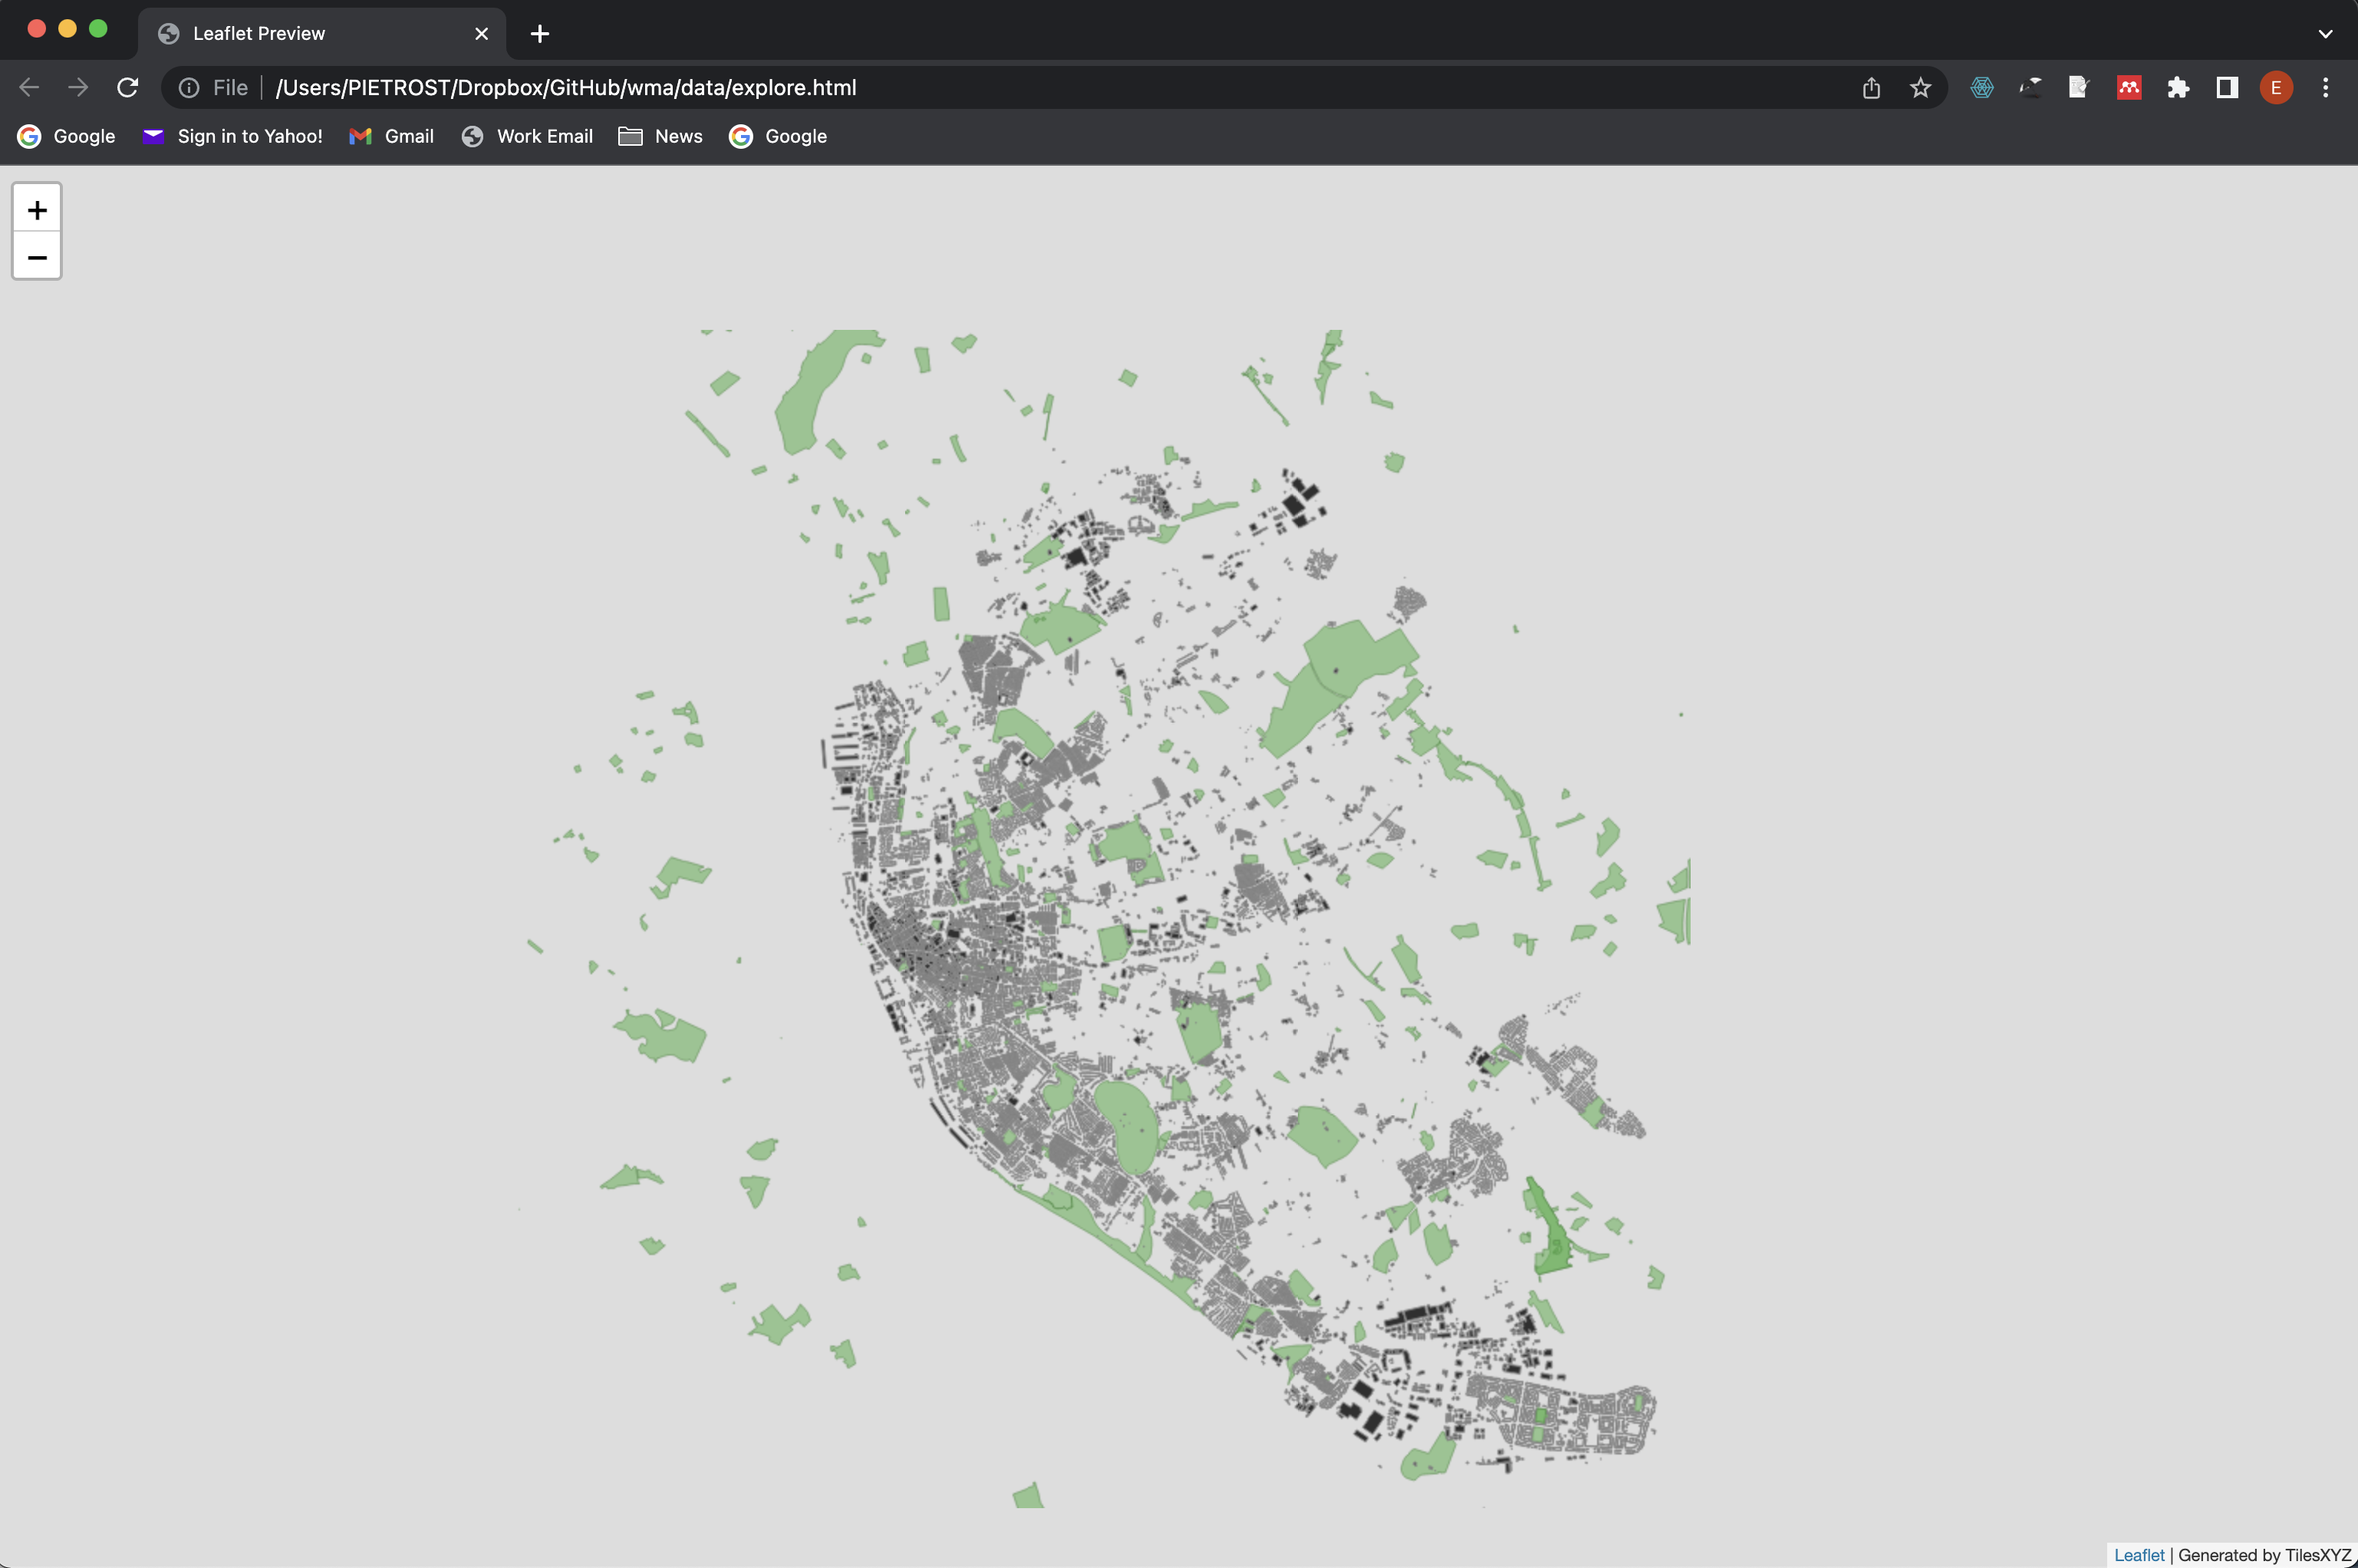 Leaflet Preview
File /Users/PIETROST/Dropbox/GitHub/wma/data/explore.html
E
Google Sign in to Yahoo! Gmail Work Email News Google
+
−
Leaflet | Generated by TilesXYZ